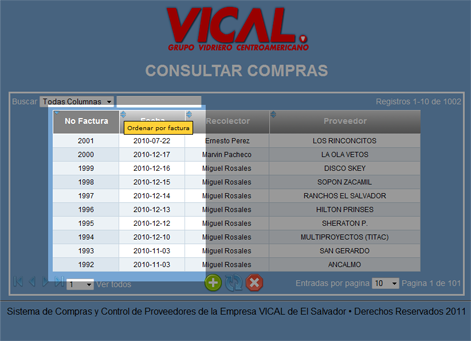 VICAL.
GRUPO VIDRIERO CENTROAMERICANO
CONSULTAR COMPRAS
Buscar Todas Columnas Registros 1-10 de 1002
No Factura Fecha Recolector Proveedor
Ordenar por factura
2001 2010-07-22 Ernesto Perez LOS RINCONCITOS
2000 2010-12-17 Marvin Pacheco LA OLA VETOS
1999 2010-12-16 Miguel Rosales DISCO SKEY
1998 2010-12-15 Miguel Rosales SOPON ZACAMIL
1997 2010-12-14 Miguel Rosales RANCHOS EL SALVADOR
1996 2010-12-13 Miguel Rosales HILTON PRINSES
1995 2010-12-12 Miguel Rosales SHERATON P.
1994 2010-12-10 Miguel Rosales MULTIPROYECTOS (TITAC)
1993 2010-11-03 Miguel Rosales SAN GERARDO
1992 2010-11-03 Miguel Rosales ANCALMO
1 Ver todos Entradas por pagina 10 Pagina 1 de 101
Sistema de Compras y Control de Proveedores de la Empresa VICAL de El Salvador • Derechos Reservados 2011